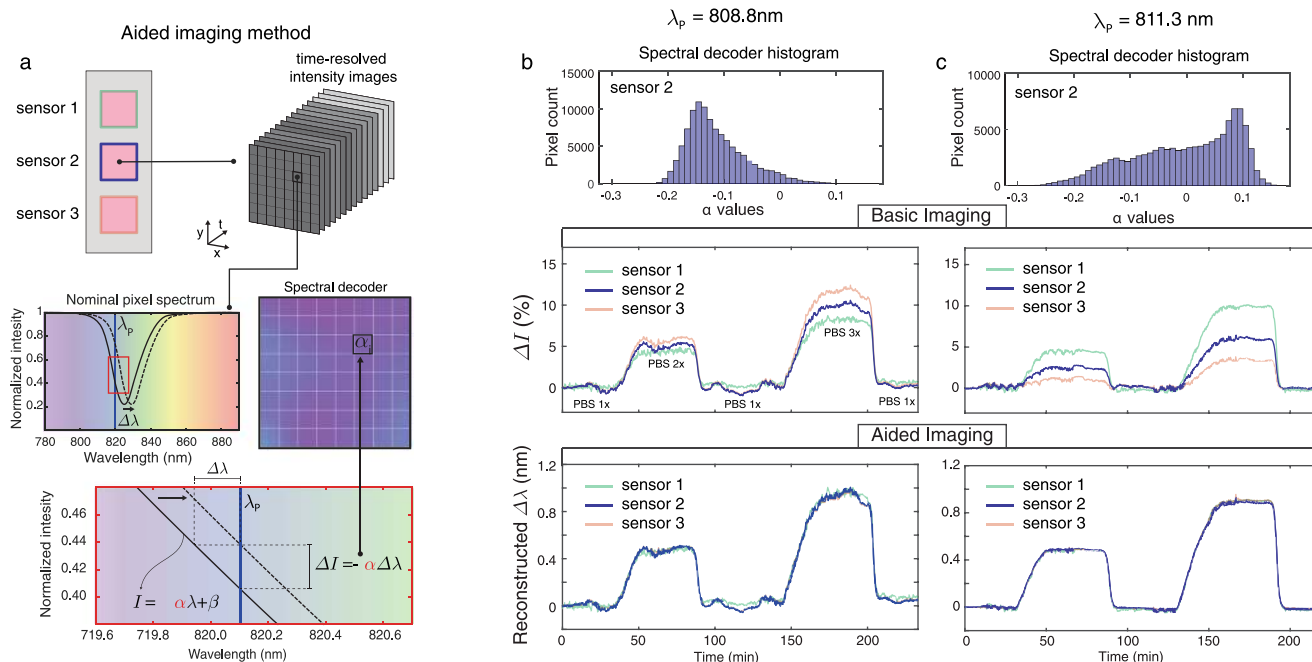 Aided imaging method
a
sensor 1
sensor 2
sensor 3
time-resolved
intensity images
y
t
x
Nominal pixel spectrum
Normalized intesity
1
0.8
0.6
0.4
0.2
λP
Δλ
780 800 820 840 860 880
Wavelength (nm)
Spectral decoder
α
Normalized intesity
0.46
0.44
0.42
0.40
Δλ
λP
ΔI = - αΔλ
I = αλ+β
719.6 719.8 820.0 820.4 820,6
Wavelength (nm)
λP = 808.8nm
b
Spectral decoder histogram
sensor 2
Pixel count
15000
10000
5000
0
-0.3 -0.2 -0.1 0 0.1
α values
λP = 811.3 nm
c
Spectral decoder histogram
sensor 2
Pixel count
10000
5000
0
-0.3 -0.2 -0.1 0 0.1
α values
Basic Imaging
ΔI (%)
15
10
5
0
sensor 1
sensor 2
sensor 3
PBS 1x
PBS 2x
PBS 1x
PBS 3x
PBS 1x
15
10
5
0
sensor 1
sensor 2
sensor 3
Aided Imaging
Reconstructed Δλ (nm)
1.2
0.8
0.4
0
sensor 1
sensor 2
sensor 3
0 50 100 150 200
Time (min)
1.2
0.8
0.4
0
sensor 1
sensor 2
sensor 3
0 50 100 150 200
Time (min)